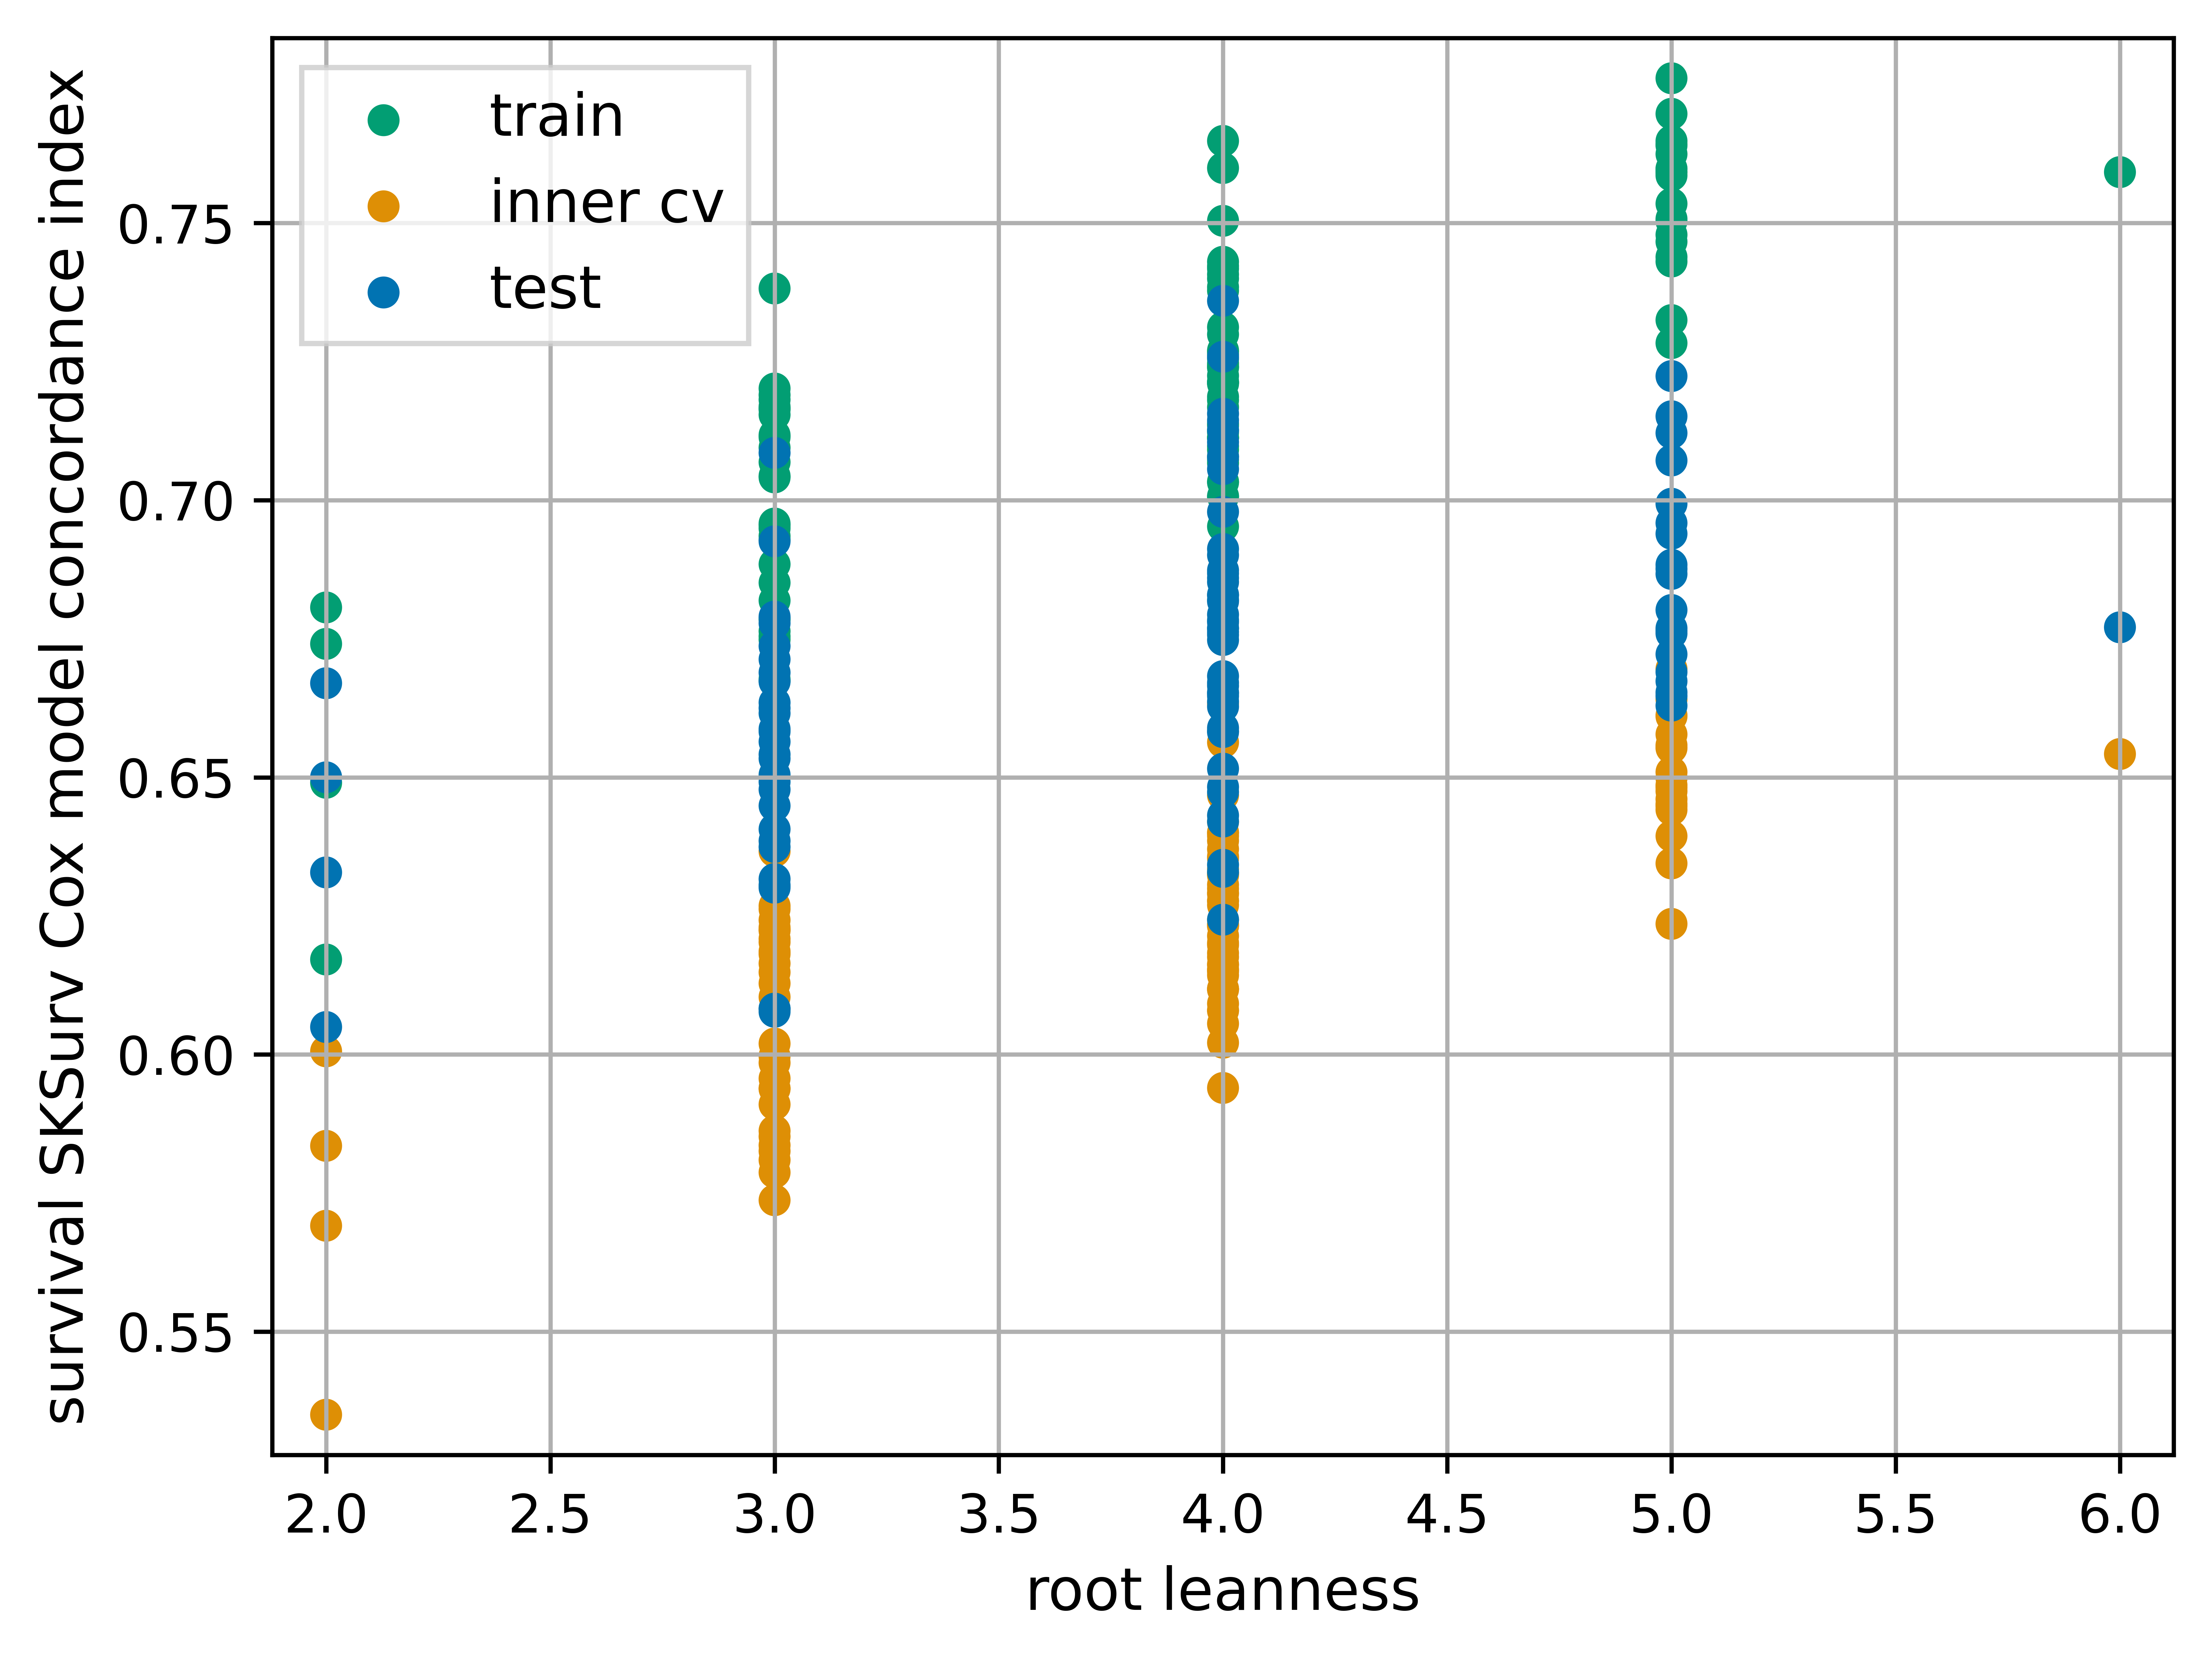 train
inner cv
test
survival SKSurv Cox model concordance index
0.75
0.70
0.65
0.60
0.55
2.0 2.5 3.0 3.5 4.0 4.5 5.0 5.5 6.0
root leanness